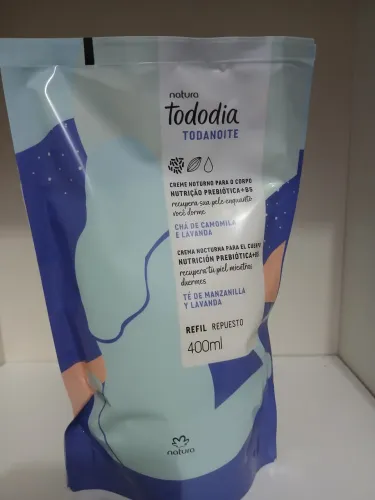 natura
Tododia
TODANOITE
CREME NOTURNO PARA O CORPO
NUTRIÇÃO PREBIÓTICA+B5
recupera sua pele enquanto
você dorme
CHÁ DE CAMOMILA
E LAVANDA
CREMA NOCTURNA PARA EL
NUTRICIÓN PREBIÓTICA+B5
recupera tu piel mientras
duermes
TÉ DE MANZANILLA
Y LAVANDA
REFIL REPUESTO
400ml
natura